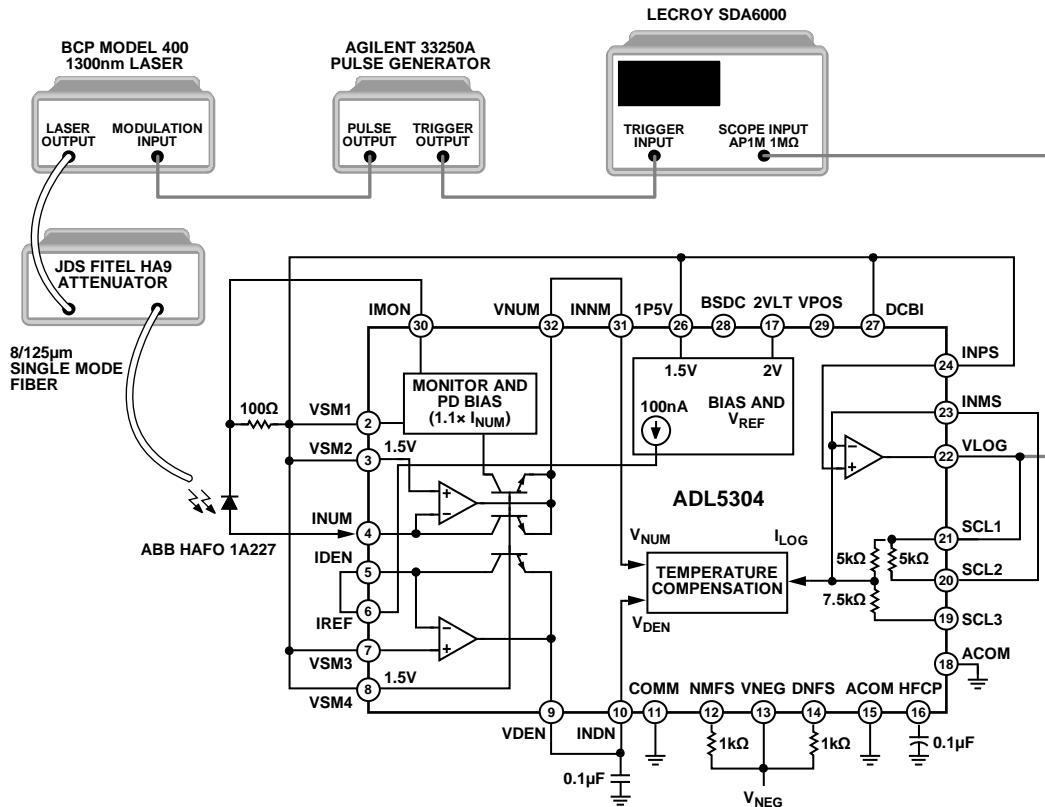 LECROY SDA6000
BCP MODEL 400
1300nm LASER
AGILENT 33250A
PULSE GENERATOR
LASER
OUTPUT
MODULATION
INPUT
PULSE
OUTPUT
TRIGGER
OUTPUT
TRIGGER
INPUT
SCOPE INPUT
AP1M 1MΩ
JDS FITEL HA9
ATTENUATOR
8/125µm
SINGLE MODE
FIBER
IMON
VNUM
INNM
1P5V
BSDC
2VLT
VPOS
DCBI
30
32
31
26
28
17
29
27
24
INPS
1.5V
2V
MONITOR AND
PD BIAS
(1.1× INUM)
100nA
BIAS AND
VREF
23
INMS
100Ω
VSM1
2
VSM2
3
1.5V
22
VLOG
+
−
−
+
ADL5304
INUM
4
ABB HAFO 1A227
IDEN
5
VNUM
ILOG
21
SCL1
5kΩ
5kΩ
TEMPERATURE
COMPENSATION
20
SCL2
7.5kΩ
6
IREF
VDEN
19
SCL3
−
+
7
VSM3
8
1.5V
VSM4
18
ACOM
COMM
NMFS
VNEG
DNFS
ACOM
HFCP
9
10
11
12
13
14
15
16
VDEN
INDN
1kΩ
1kΩ
0.1µF
0.1µF
VNEG